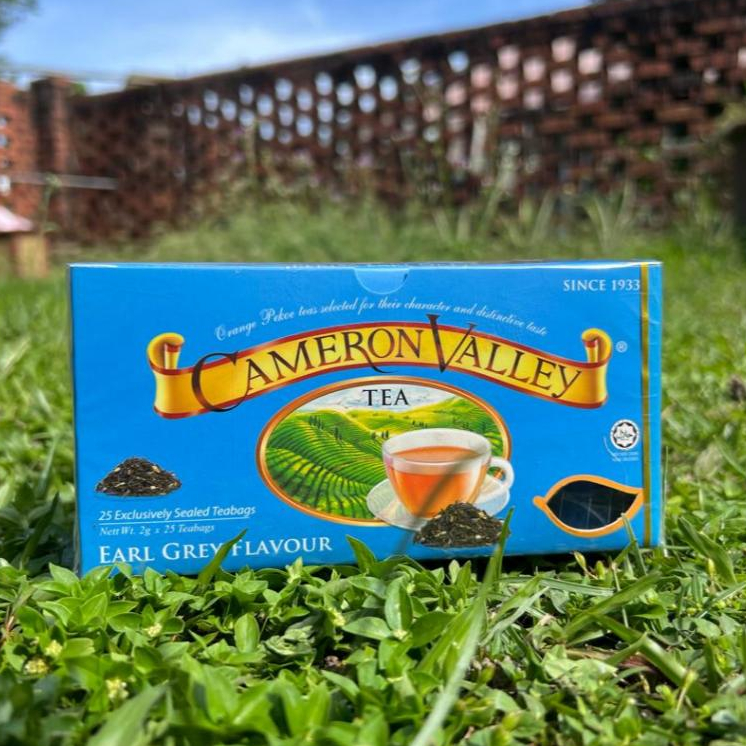 SINCE 1933
Orange Pekoe teas selected for their character and distinctive taste
CAMERON VALLEY ®
TEA
25 Exclusively Sealed Teabags
Nett Wt. 2g x 25 Teabags
EARL GREY FLAVOUR